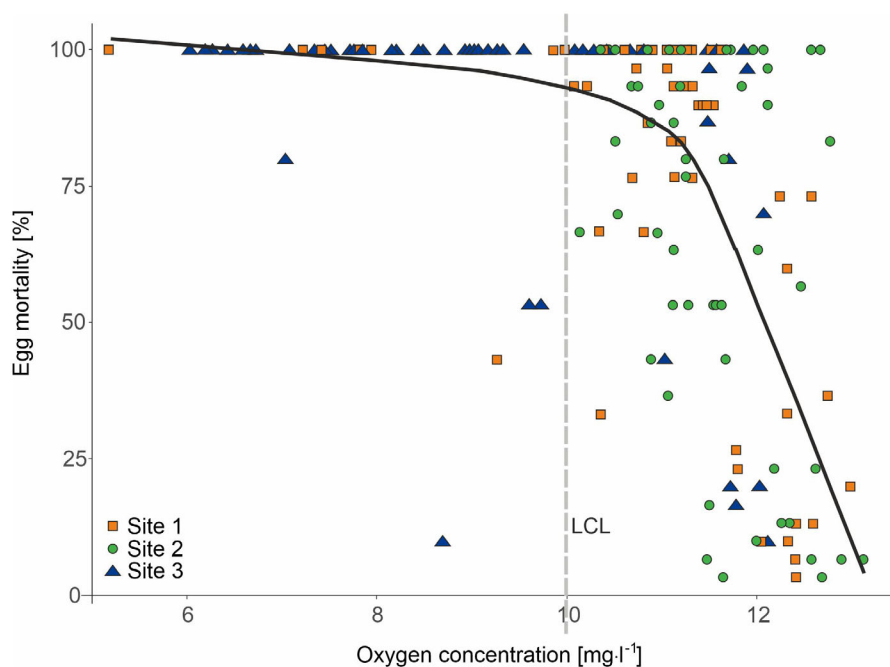 Egg mortality [%]
100
75
50
25
0
Site 1
Site 2
Site 3
LCL
6 8 10 12
Oxygen concentration [mg·l⁻¹]